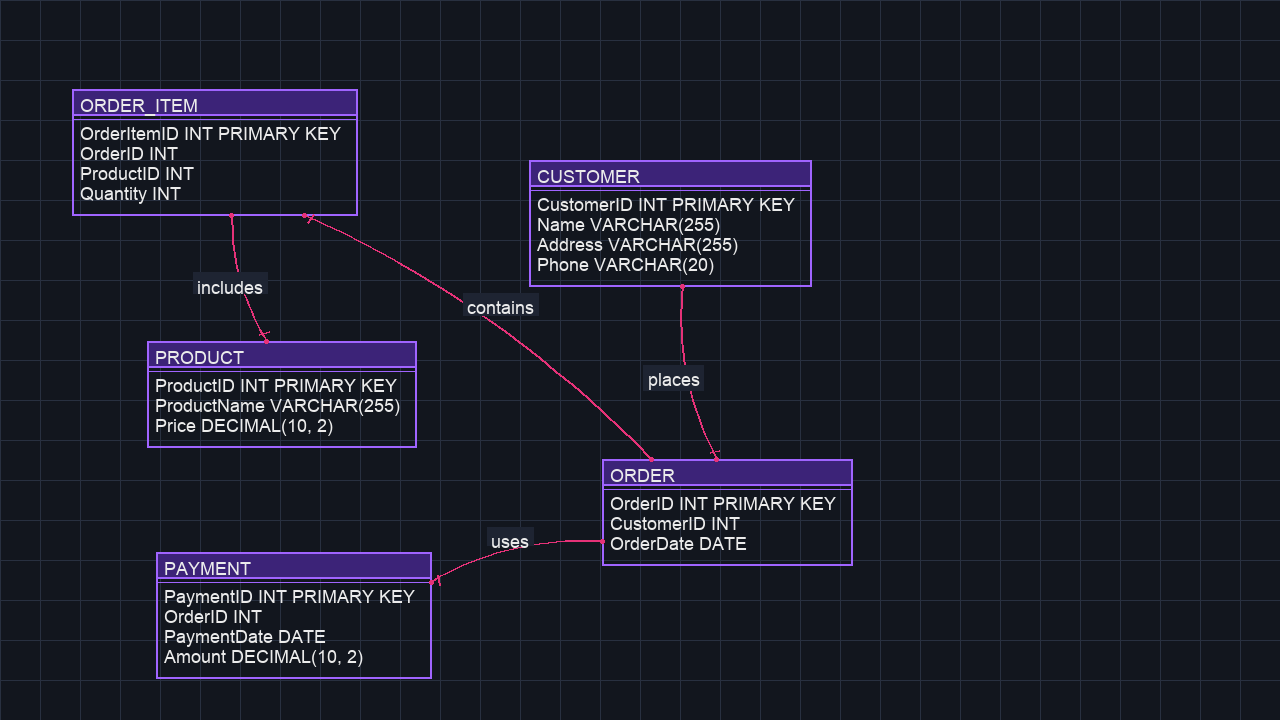 ORDER_ITEM
OrderItemID INT PRIMARY KEY
OrderID INT
ProductID INT
Quantity INT
CUSTOMER
CustomerID INT PRIMARY KEY
Name VARCHAR(255)
Address VARCHAR(255)
Phone VARCHAR(20)
includes
contains
PRODUCT
ProductID INT PRIMARY KEY
ProductName VARCHAR(255)
Price DECIMAL(10, 2)
places
ORDER
OrderID INT PRIMARY KEY
CustomerID INT
OrderDate DATE
uses
PAYMENT
PaymentID INT PRIMARY KEY
OrderID INT
PaymentDate DATE
Amount DECIMAL(10, 2)